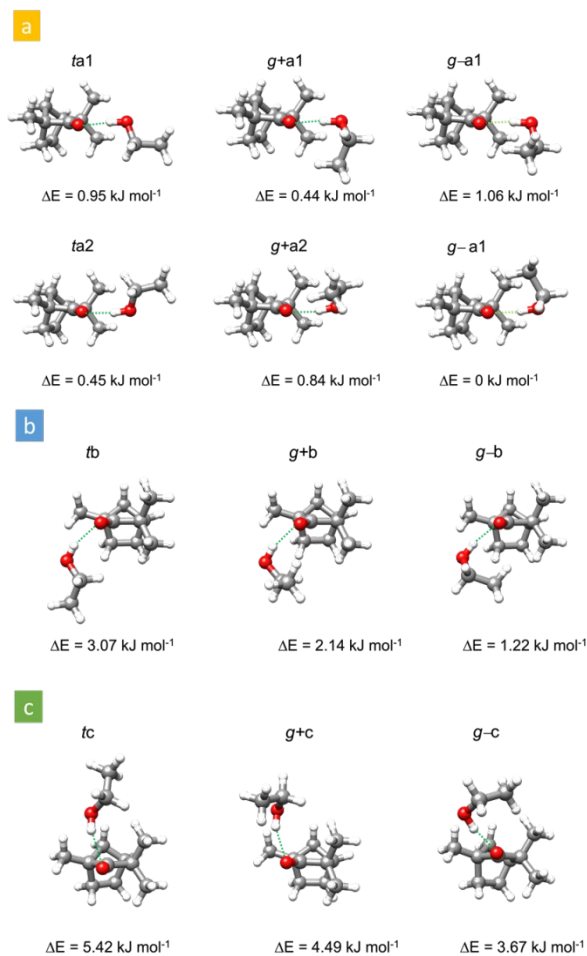 a
ta1 g+a1 g–a1
ΔE = 0.95 kJ mol⁻¹ ΔE = 0.44 kJ mol⁻¹ ΔE = 1.06 kJ mol⁻¹
ta2 g+a2 g– a1
ΔE = 0.45 kJ mol⁻¹ ΔE = 0.84 kJ mol⁻¹ ΔE = 0 kJ mol⁻¹
b
tb g+b g–b
ΔE = 3.07 kJ mol⁻¹ ΔE = 2.14 kJ mol⁻¹ ΔE = 1.22 kJ mol⁻¹
c
tc g+c g–c
ΔE = 5.42 kJ mol⁻¹ ΔE = 4.49 kJ mol⁻¹ ΔE = 3.67 kJ mol⁻¹